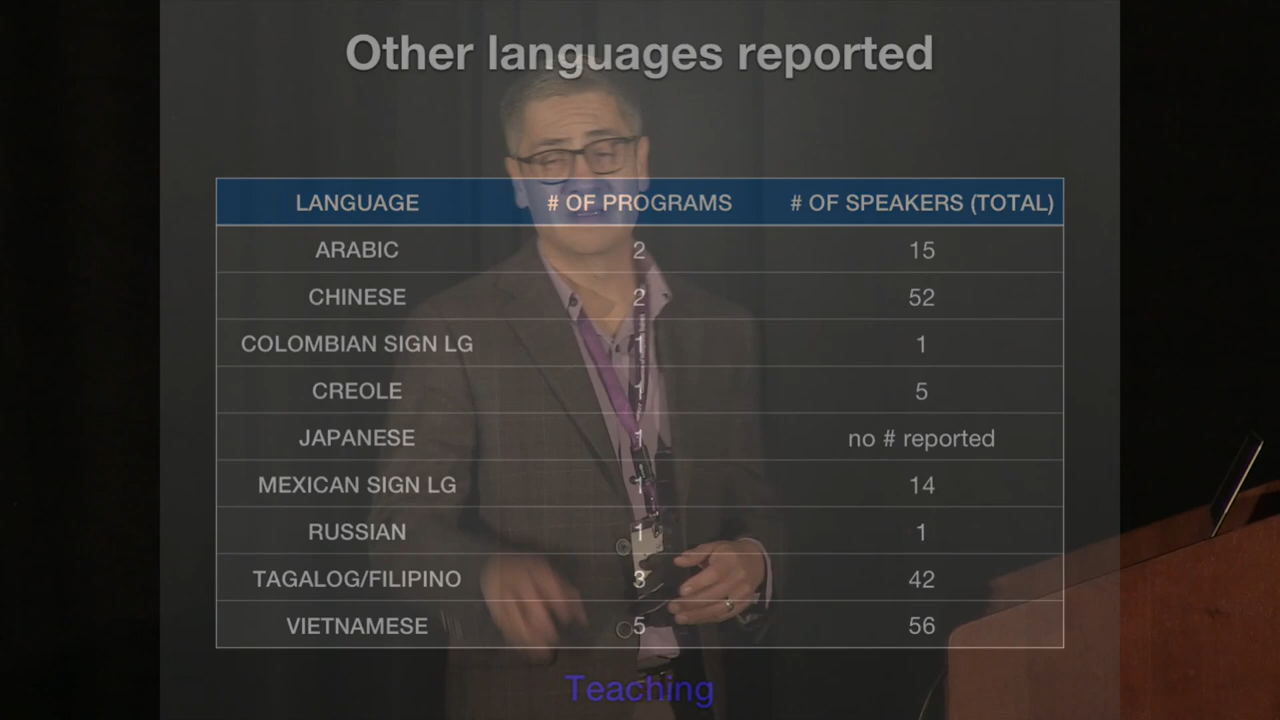 Other languages reported
LANGUAGE # OF PROGRAMS # OF SPEAKERS (TOTAL)
ARABIC 2 15
CHINESE 2 52
COLOMBIAN SIGN LG 1 1
CREOLE 1 5
JAPANESE 1 no # reported
MEXICAN SIGN LG 1 14
RUSSIAN 1 1
TAGALOG/FILIPINO 3 42
VIETNAMESE 5 56
Teaching